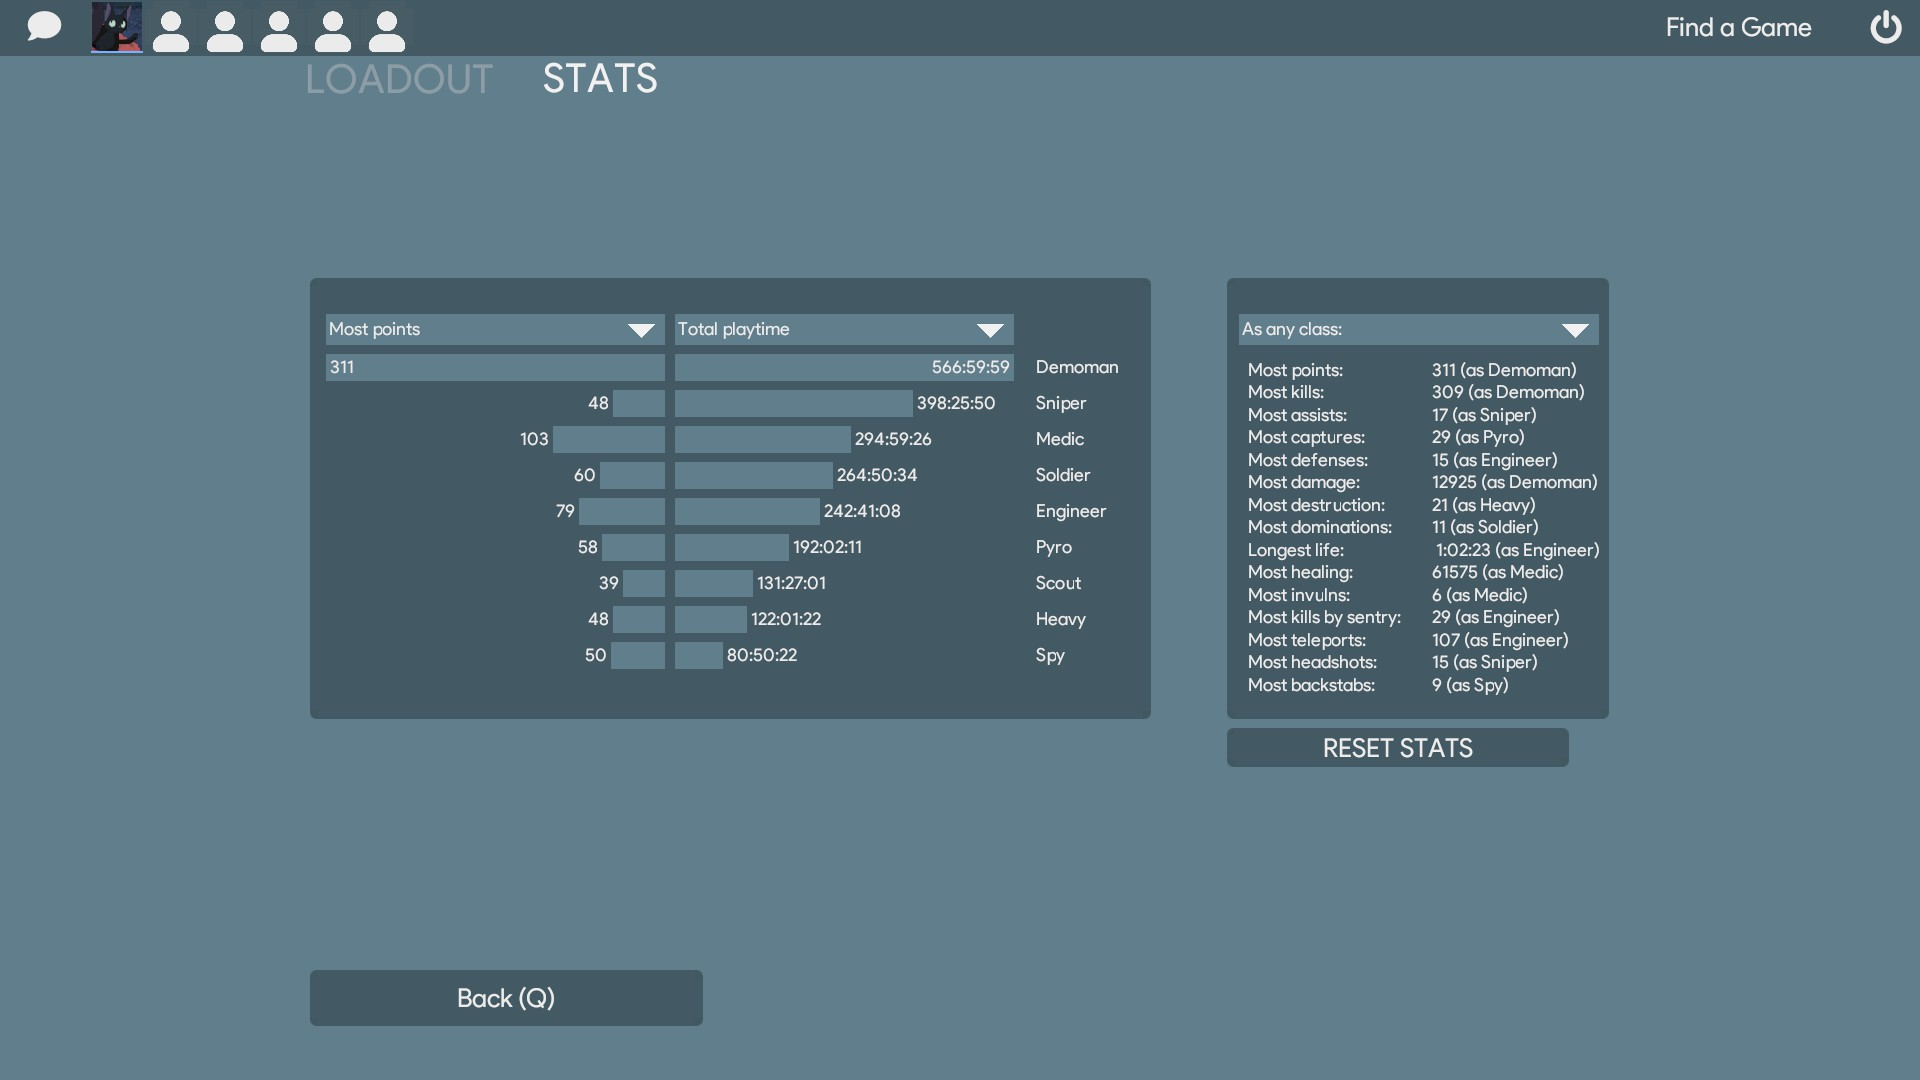 Find a Game
LOADOUT STATS
Most points Total playtime
311 566:59:59 Demoman
48 398:25:50 Sniper
103 294:59:26 Medic
60 264:50:34 Soldier
79 242:41:08 Engineer
58 192:02:11 Pyro
39 131:27:01 Scout
48 122:01:22 Heavy
50 80:50:22 Spy
As any class:
Most points: 311 (as Demoman)
Most kills: 309 (as Demoman)
Most assists: 17 (as Sniper)
Most captures: 29 (as Pyro)
Most defenses: 15 (as Engineer)
Most damage: 12925 (as Demoman)
Most destruction: 21 (as Heavy)
Most dominations: 11 (as Soldier)
Longest life: 1:02:23 (as Engineer)
Most healing: 61575 (as Medic)
Most invulns: 6 (as Medic)
Most kills by sentry: 29 (as Engineer)
Most teleports: 107 (as Engineer)
Most headshots: 15 (as Sniper)
Most backstabs: 9 (as Spy)
RESET STATS
Back (Q)